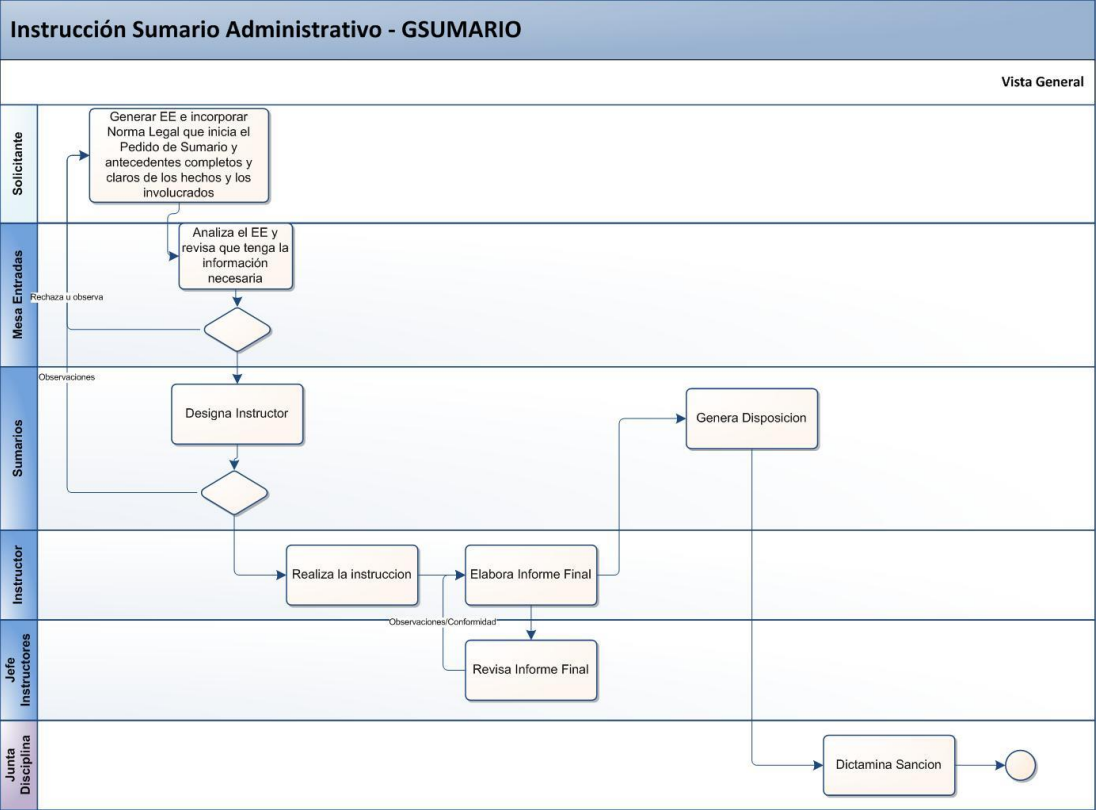 Instrucción Sumario Administrativo - GSUMARIO
Vista General
Solicitante
Generar EE e incorporar
Norma Legal que inicia el
Pedido de Sumario y
antecedentes completos y
claros de los hechos y los
involucrados
Mesa Entradas
Analiza el EE y
revisa que tenga la
información
necesaria
Rechaza u observa
Sumarios
Observaciones
Designa Instructor
Genera Disposicion
Instructor
Realiza la instruccion
Elabora Informe Final
Observaciones/Conformidad
Jefe
Instructores
Revisa Informe Final
Junta
Disciplina
Dictamina Sancion